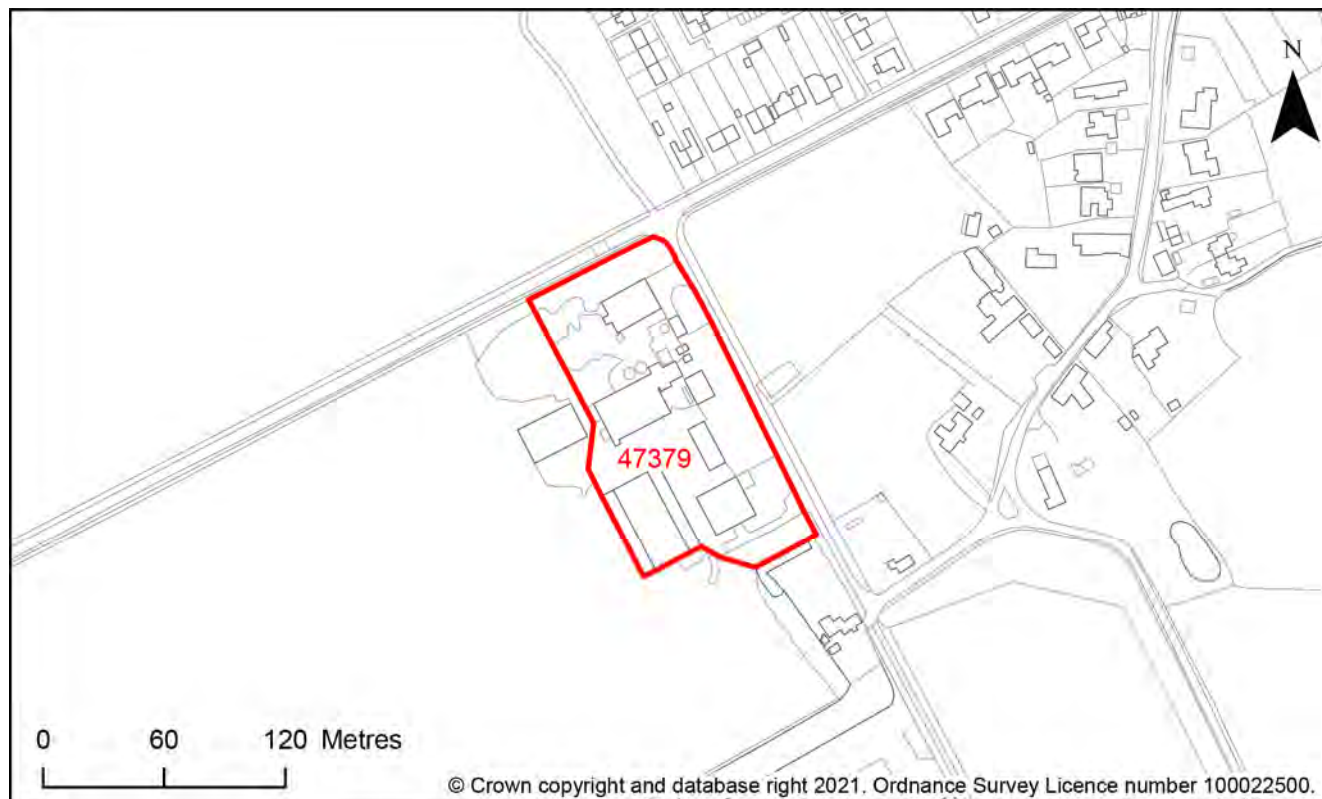 N
47379
0 60 120 Metres
© Crown copyright and database right 2021. Ordnance Survey Licence number 100022500.